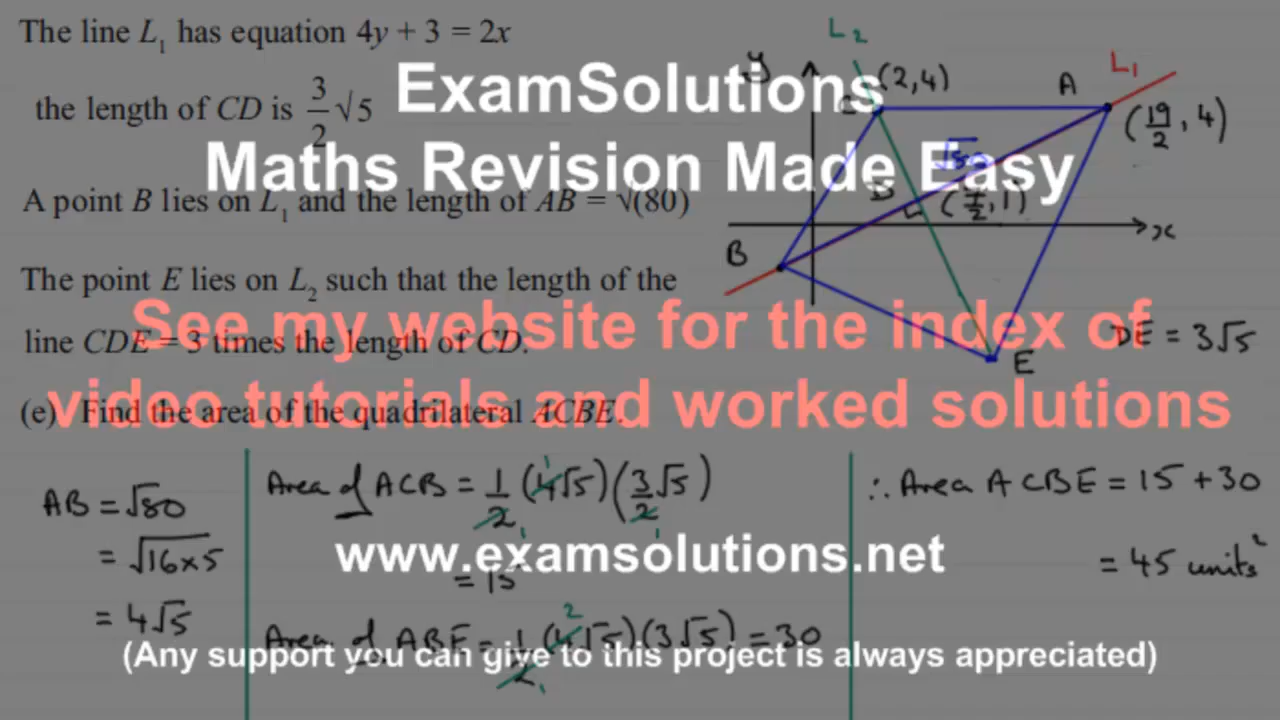 The line L₁ has equation 4y + 3 = 2x
the length of CD is 3/2 √5
A point B lies on L₁ and the length of AB = √(80)
The point E lies on L₂ such that the length of the
line CDE = 3 times the length of CD.
(e) Find the area of the quadrilateral ACBE.
ExamSolutions
Maths Revision Made Easy
See my website for the index of
video tutorials and worked solutions
www.examsolutions.net
(Any support you can give to this project is always appreciated)
L₂
y
C (2,4)
A
L₁
(19/2, 4)
√80
D
(7/2, 1)
x
B
E
DE = 3√5
AB = √80
= √16×5
= 4√5
Area of ACB = 1/2 (4√5)(3/2 √5)
= 15
Area of ABE = 1/2 (4√5)(3√5) = 30
∴ Area ACBE = 15 + 30
= 45 units²